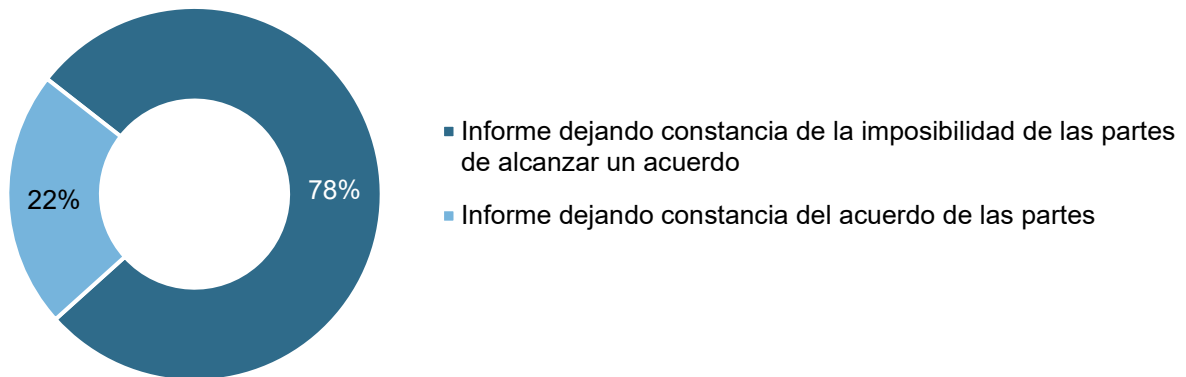 Informe dejando constancia de la imposibilidad de las partes
de alcanzar un acuerdo
78%
22%
Informe dejando constancia del acuerdo de las partes